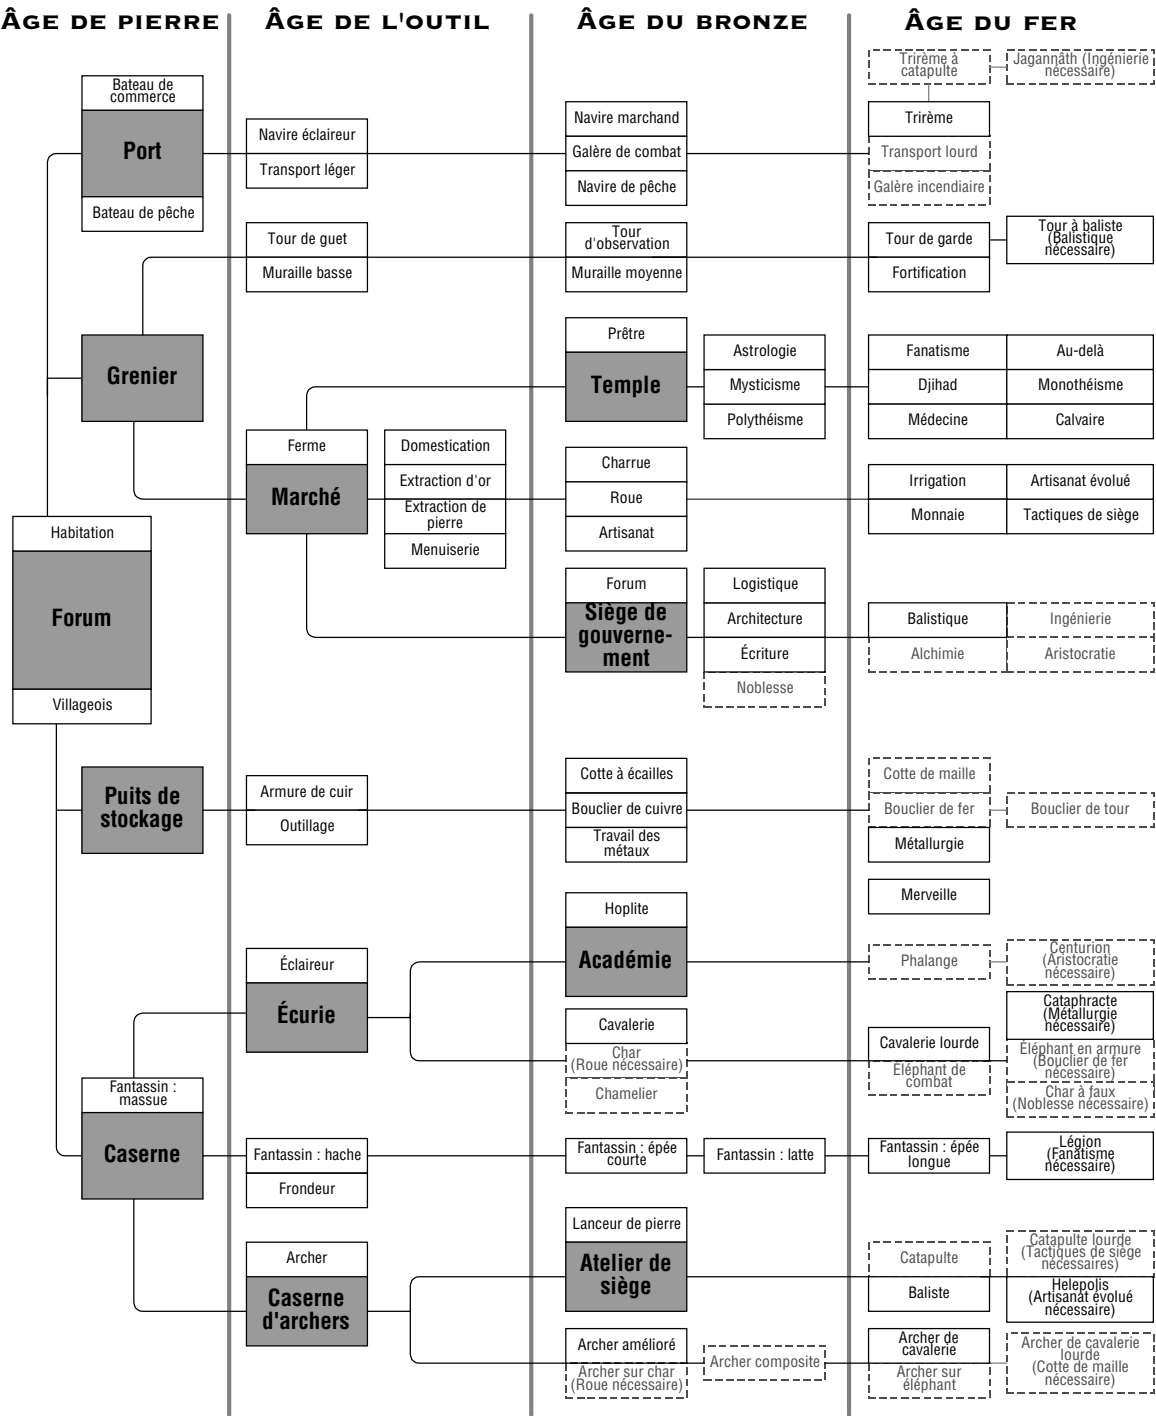 ÂGE DE PIERRE
ÂGE DE L'OUTIL
ÂGE DU BRONZE
ÂGE DU FER
Trirème à
catapulte
Jagannâth (Ingénierie
nécessaire)
Bateau de
commerce
Port
Bateau de pêche
Navire éclaireur
Transport léger
Navire marchand
Galère de combat
Navire de pêche
Trirème
Transport lourd
Galère incendiaire
Tour de guet
Muraille basse
Tour
d'observation
Muraille moyenne
Tour de garde
Fortification
Tour à baliste
(Balistique
nécessaire)
Grenier
Prêtre
Temple
Astrologie
Mysticisme
Polythéisme
Fanatisme
Au-delà
Djihad
Monothéisme
Médecine
Calvaire
Ferme
Marché
Domestication
Extraction d'or
Extraction de
pierre
Menuiserie
Charrue
Roue
Artisanat
Irrigation
Artisanat évolué
Monnaie
Tactiques de siège
Habitation
Forum
Villageois
Forum
Siège de
gouverne-
ment
Logistique
Architecture
Écriture
Noblesse
Balistique
Ingénierie
Alchimie
Aristocratie
Puits de
stockage
Armure de cuir
Outillage
Cotte à écailles
Bouclier de cuivre
Travail des
métaux
Cotte de maille
Bouclier de fer
Bouclier de tour
Métallurgie
Merveille
Hoplite
Académie
Phalange
Centurion
(Aristocratie
nécessaire)
Éclaireur
Écurie
Cavalerie
Char
(Roue nécessaire)
Chamelier
Cavalerie lourde
Éléphant de
combat
Cataphracte
(Métallurgie
nécessaire)
Éléphant en armure
(Bouclier de fer
nécessaire)
Char à faux
(Noblesse nécessaire)
Fantassin :
massue
Caserne
Fantassin : hache
Frondeur
Fantassin : épée
courte
Fantassin : latte
Fantassin : épée
longue
Légion
(Fanatisme
nécessaire)
Archer
Caserne
d'archers
Lanceur de pierre
Atelier de
siège
Catapulte
Baliste
Catapulte lourde
(Tactiques de siège
nécessaires)
Helepolis
(Artisanat évolué
nécessaire)
Archer amélioré
Archer sur char
(Roue nécessaire)
Archer composite
Archer de
cavalerie
Archer sur
éléphant
Archer de cavalerie
lourde
(Cotte de maille
nécessaire)